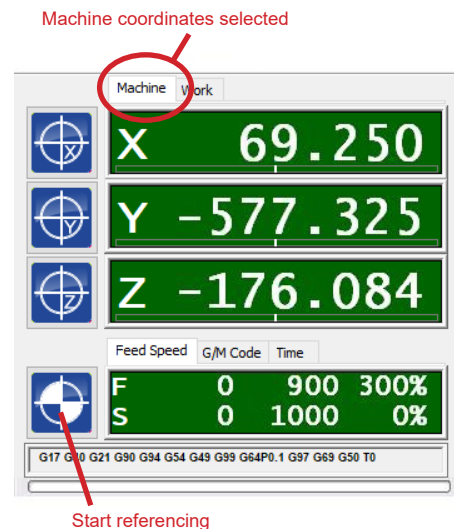 Machine coordinates selected
Machine Work
X X 69.250
Y Y -577.325
Z Z -176.084
Feed Speed G/M Code Time
F 0 900 300%
S 0 1000 0%
G17 G21 G90 G94 G54 G49 G99 G64P0.1 G97 G69 G50 T0
Start referencing